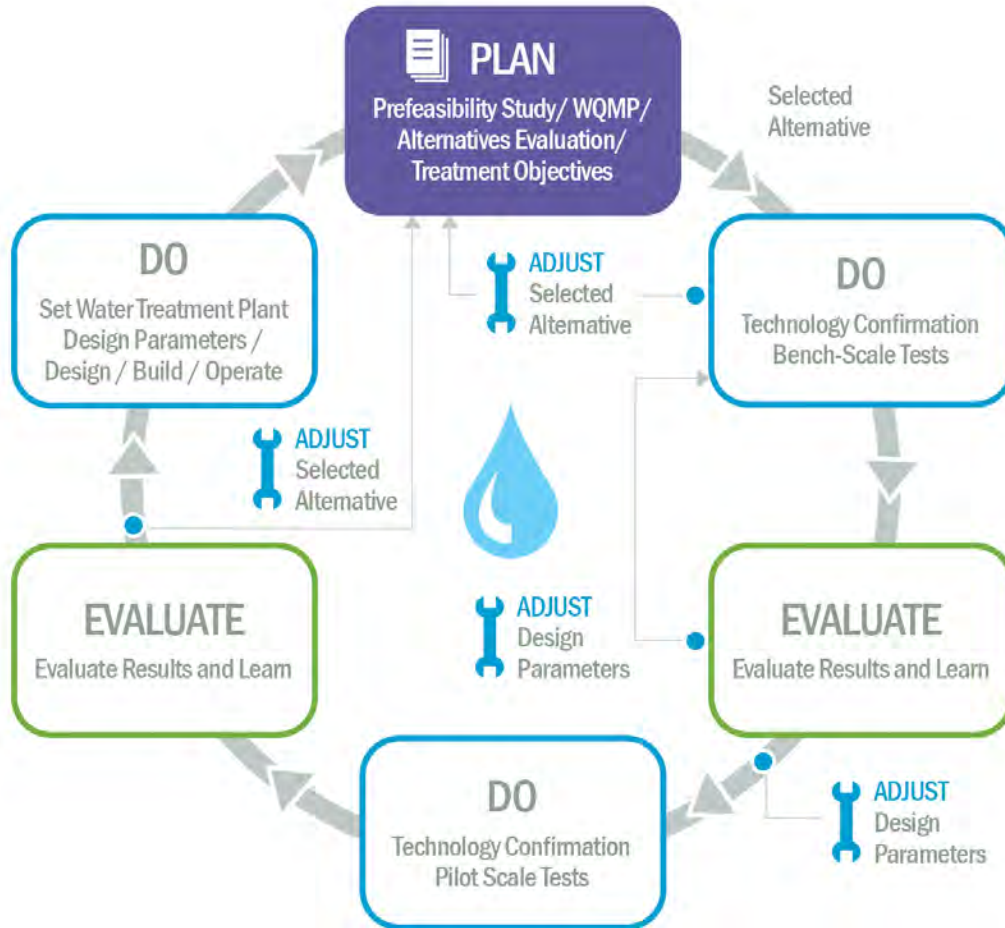 PLAN
Prefeasibility Study/ WQMP/
Alternatives Evaluation/
Treatment Objectives
Selected
Alternative
DO
Technology Confirmation
Bench-Scale Tests
ADJUST
Selected
Alternative
EVALUATE
Evaluate Results and Learn
ADJUST
Design
Parameters
ADJUST
Design
Parameters
DO
Technology Confirmation
Pilot Scale Tests
EVALUATE
Evaluate Results and Learn
ADJUST
Selected
Alternative
DO
Set Water Treatment Plant
Design Parameters /
Design / Build / Operate